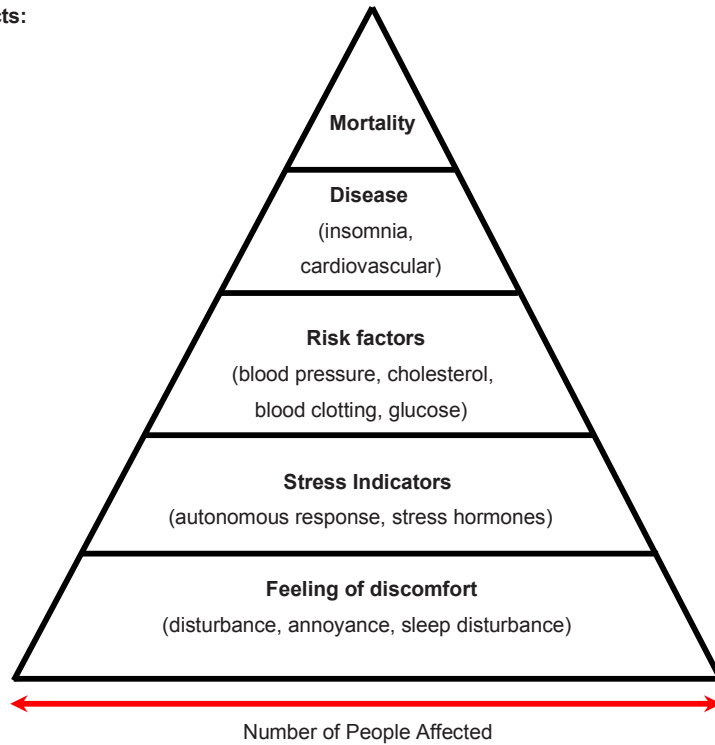 cts:
Mortality
Disease
(insomnia,
cardiovascular)
Risk factors
(blood pressure, cholesterol,
blood clotting, glucose)
Stress Indicators
(autonomous response, stress hormones)
Feeling of discomfort
(disturbance, annoyance, sleep disturbance)
Number of People Affected